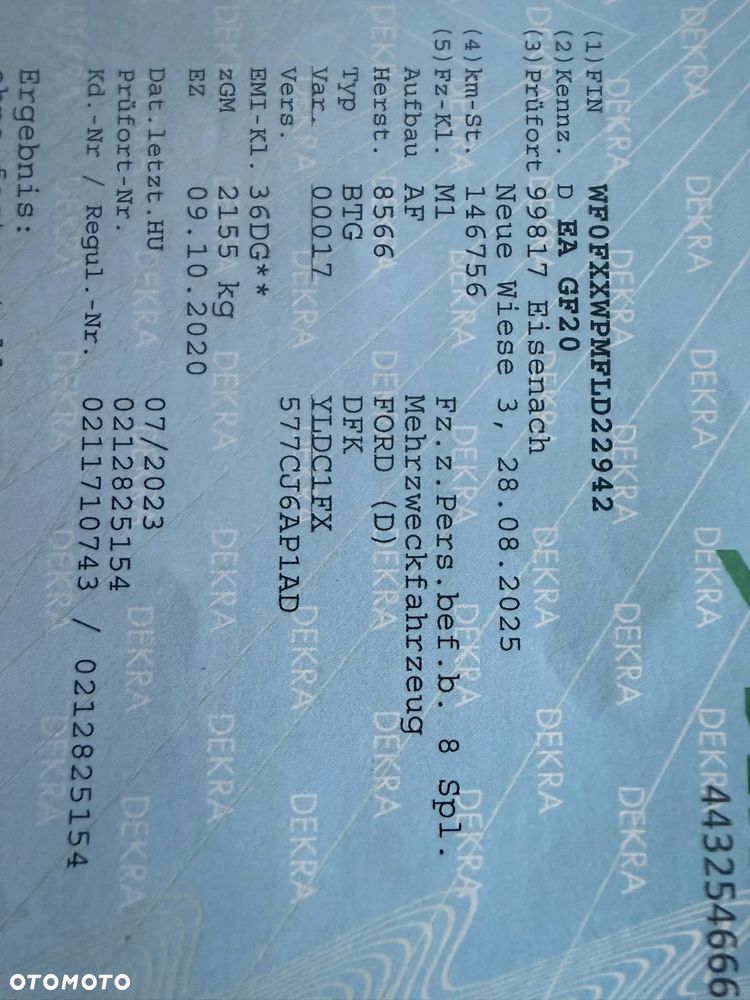 443254666
(1) FIN WF0FXXWPMFLD22942
(2) Kennz. D EA GF20
(3) Prüfort 99817 Eisenach
Neue Wiese 3, 28.08.2025
(4) km-St. 146756
(5) Fz-Kl. M1 Fz.z.Pers.bef.b. 8 Spl.
Aufbau AF Mehrzweckfahrzeug
Herst. 8566 FORD (D)
Typ BTG DFK
Var. 00017 YLDC1FX
Vers. 577CJ6AP1AD
EMI-Kl. 36DG**
zGM 2155 kg
EZ 09.10.2020
Dat.letzt.HU 07/2023
Prüfort-Nr. 0212825154
Kd.-Nr / Regul.-Nr. 0211710743 / 0212825154
Ergebnis:
DEKRA
OTOMOTO